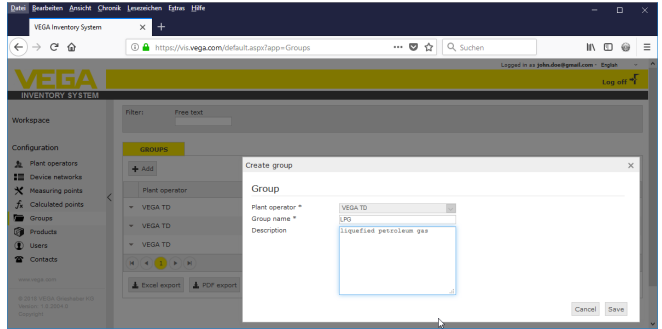 Datei Bearbeiten Ansicht Chronik Lesezeichen Extras Hilfe
VEGA Inventory System
https://vis.vega.com/default.aspx?app=Groups
Suchen
Logged in as john.doe@gmail.com - English
VEGA
INVENTORY SYSTEM
Log off
Workspace
Filter: Free text
Configuration
Plant operators
Device networks
Measuring points
Calculated points
Groups
Products
Users
Contacts
www.vega.com
GROUPS
Add
Plant operator
VEGA TD
VEGA TD
VEGA TD
1
Excel export PDF export
Create group
Group
Plant operator * VEGA TD
Group name * LPG
Description liquefied petroleum gas
Cancel Save